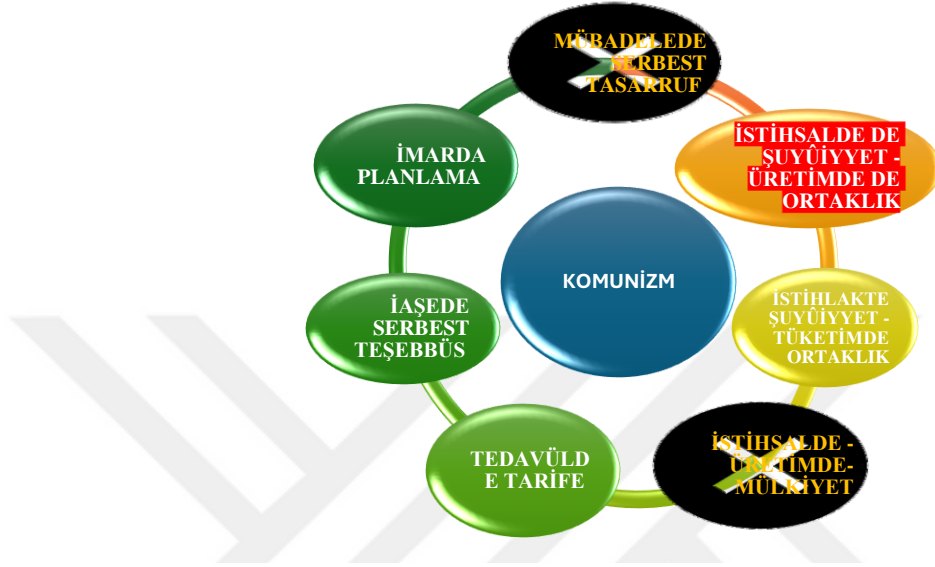 MÜBADELEDE
SERBEST
TASARRUF
İSTİHSALDE DE
ŞUYÛİYYET -
ÜRETİMDE DE
ORTAKLIK
İSTİHLAKTE
ŞUYÛİYYET -
TÜKETİMDE
ORTAKLIK
İSTİHSALDE -
ÜRETİMDE-
MÜLKİYET
TEDAVÜLD
E TARİFE
İAŞEDE
SERBEST
TEŞEBBÜS
İMARDA
PLANLAMA
KOMUNİZM